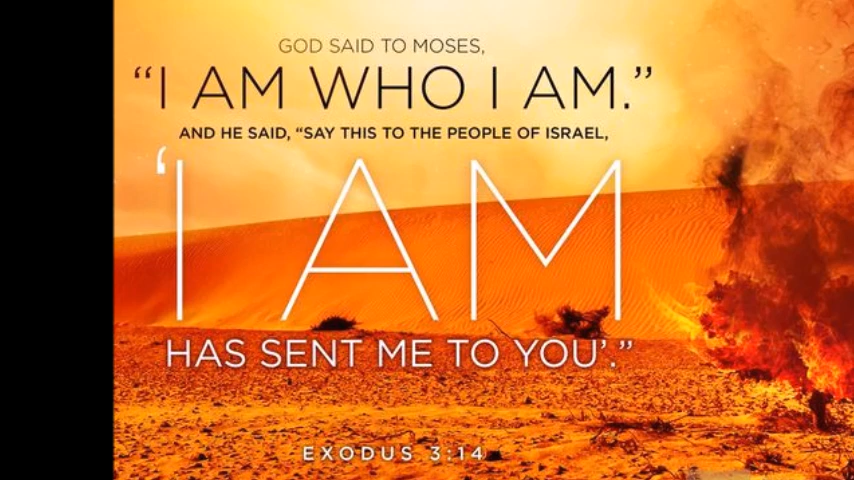 GOD SAID TO MOSES,
“I AM WHO I AM.”
AND HE SAID, “SAY THIS TO THE PEOPLE OF ISRAEL,
‘I AM
HAS SENT ME TO YOU’.”
EXODUS 3:14